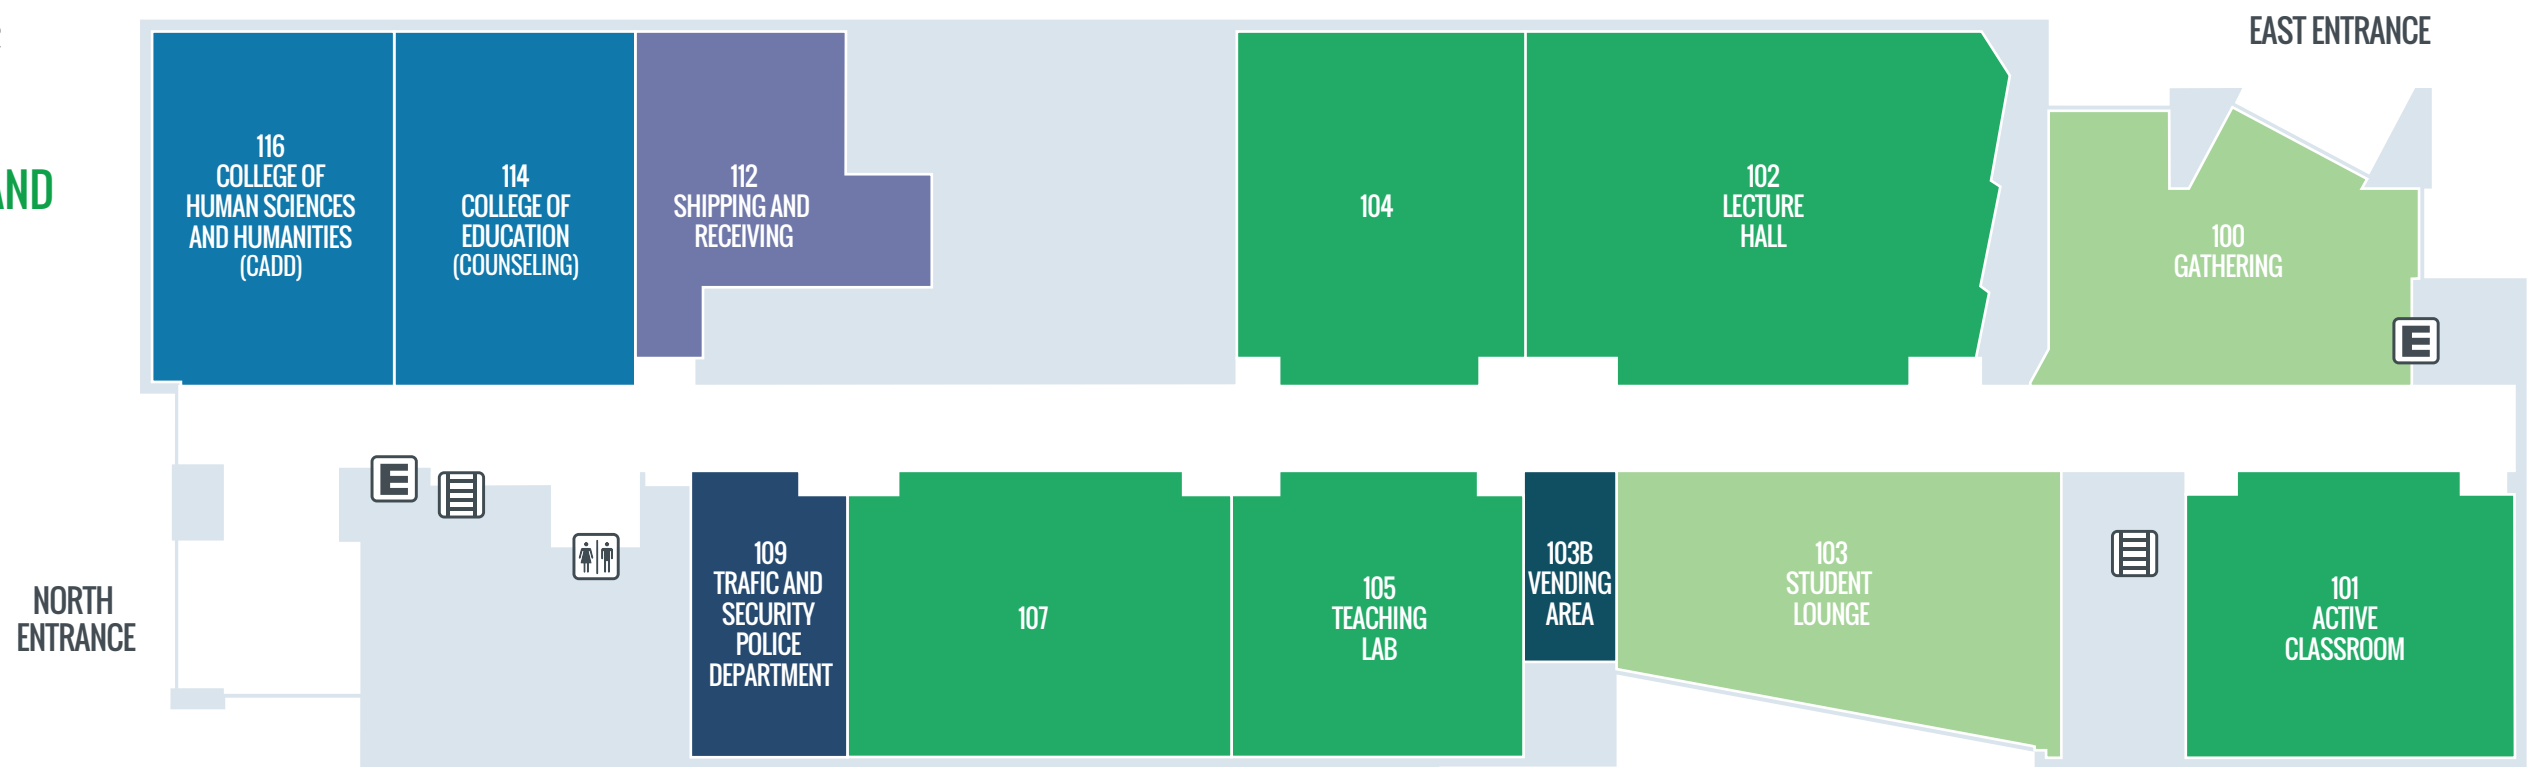 EAST ENTRANCE
AND
116
COLLEGE OF
HUMAN SCIENCES
AND HUMANITIES
(CADD)
114
COLLEGE OF
EDUCATION
(COUNSELING)
112
SHIPPING AND
RECEIVING
104
102
LECTURE
HALL
100
GATHERING
E
E
NORTH
ENTRANCE
109
TRAFIC AND
SECURITY
POLICE
DEPARTMENT
107
105
TEACHING
LAB
103B
VENDING
AREA
103
STUDENT
LOUNGE
101
ACTIVE
CLASSROOM